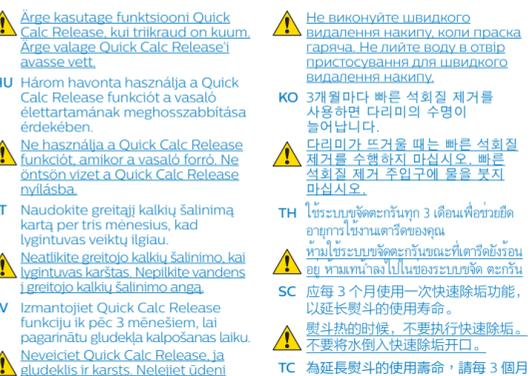 Ärge kasutage funktsiooni Quick
Calc Release, kui triikraud on kuum.
Ärge valage Quick Calc Release'i
avasse vett.
HU Három havonta használja a Quick
Calc Release funkciót a vasaló
élettartamának meghosszabbítása
érdekében.
Ne használja a Quick Calc Release
funkciót, amikor a vasaló forró. Ne
öntsön vizet a Quick Calc Release
nyílásba.
T Naudokite greitąjį kalkių šalinimą
kartą per tris mėnesius, kad
lygintuvas veiktų ilgiau.
Neatlikite greitojo kalkių šalinimo, kai
lygintuvas karštas. Nepilkite vandens
į greitojo kalkių šalinimo angą.
V Izmantojiet Quick Calc Release
funkciju ik pēc 3 mēnešiem, lai
pagarinātu gludekļa kalpošanas laiku.
Neveiciet Quick Calc Release, ja
gludeklis ir karsts. Nelejiet ūdeni
Не виконуйте швидкого
видалення накипу, коли праска
гаряча. Не лийте воду в отвір
пристосування для швидкого
видалення накипу.
KO 3개월마다 빠른 석회질 제거를
사용하면 다리미의 수명이
늘어납니다.
다리미가 뜨거울 때는 빠른 석회질
제거를 수행하지 마십시오. 빠른
석회질 제거 주입구에 물을 붓지
마십시오.
TH ใช้ระบบขจัดตะกรันทุก 3 เดือนเพื่อช่วยยืด
อายุการใช้งานเตารีดของคุณ
ห้ามใช้ระบบขจัดตะกรันขณะที่เตารีดยังร้อน
อยู่ ห้ามเทน้ำลงไปในช่องระบบขจัด ตะกรัน
SC 应每 3 个月使用一次快速除垢功能，
以延长熨斗的使用寿命。
熨斗热的时候，不要执行快速除垢。
不要将水倒入快速除垢开口。
TC 為延長熨斗的使用壽命，請每 3 個月